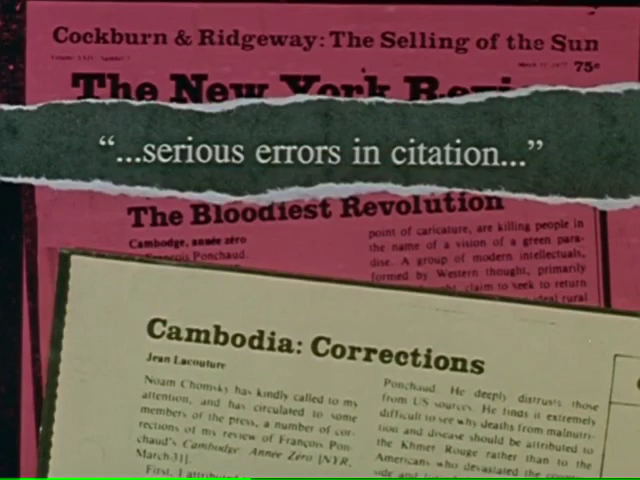 Cockburn & Ridgeway: The Selling of the Sun
75¢
The New York Revi
“...serious errors in citation...”
The Bloodiest Revolution
Cambodge, année zéro
François Ponchaud.
point of caricature, are killing people in
the name of a vision of a green para-
dise. A group of modern intellectuals,
formed by Western thought, primarily
claim to seek to return
ideal rural
Cambodia: Corrections
Jean Lacouture
Noam Chomsky has kindly called to my
attention, and has circulated to some
members of the press, a number of cor-
rections of my review of François Pon-
chaud's Cambodge: Année Zéro [NYR,
March 31].
First, I attributed
Ponchaud. He deeply distrusts those
from US sources. He finds it extremely
difficult to see why deaths from malnutri-
tion and disease should be attributed to
the Khmer Rouge rather than to the
Americans who devastated the